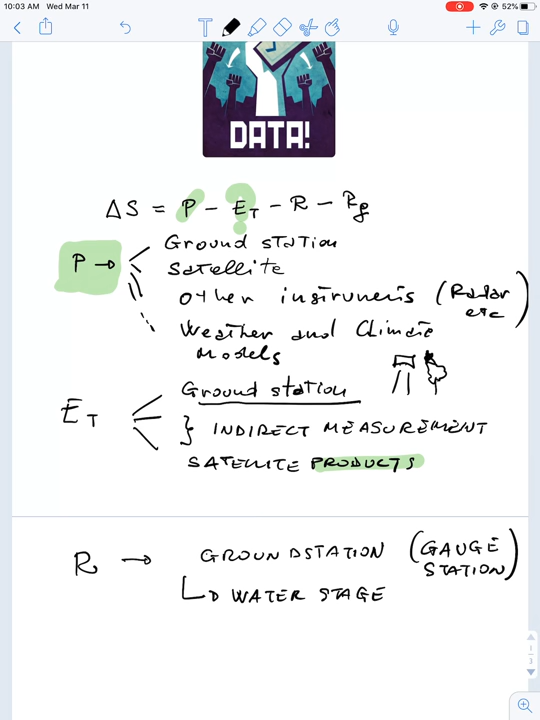 10:03 AM Wed Mar 11
52%
T
DATA!
ΔS = P - ET - R - Rg
P → Ground station
Satellite
other instruments (Radar etc)
Weather and Climate
models
ET Ground station
} INDIRECT MEASUREMENT
SATELLITE PRODUCTS
R → GROUNDSTATION (GAUGE STATION)
WATER STAGE